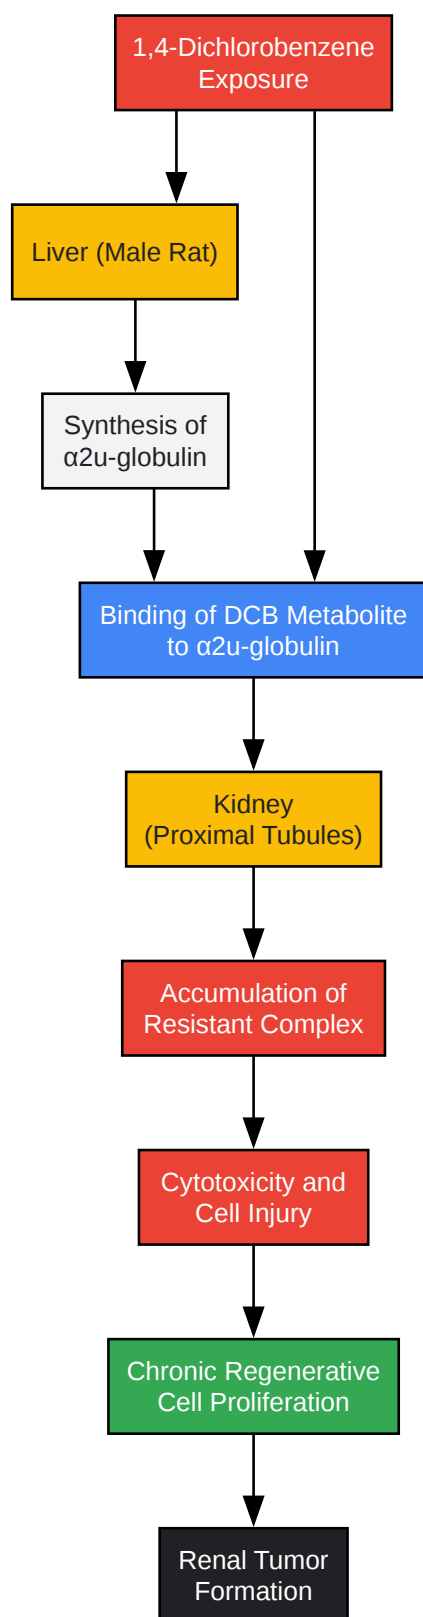 1,4-Dichlorobenzene
Exposure
Liver (Male Rat)
Synthesis of
α2u-globulin
Binding of DCB Metabolite
to α2u-globulin
Kidney
(Proximal Tubules)
Accumulation of
Resistant Complex
Cytotoxicity and
Cell Injury
Chronic Regenerative
Cell Proliferation
Renal Tumor
Formation